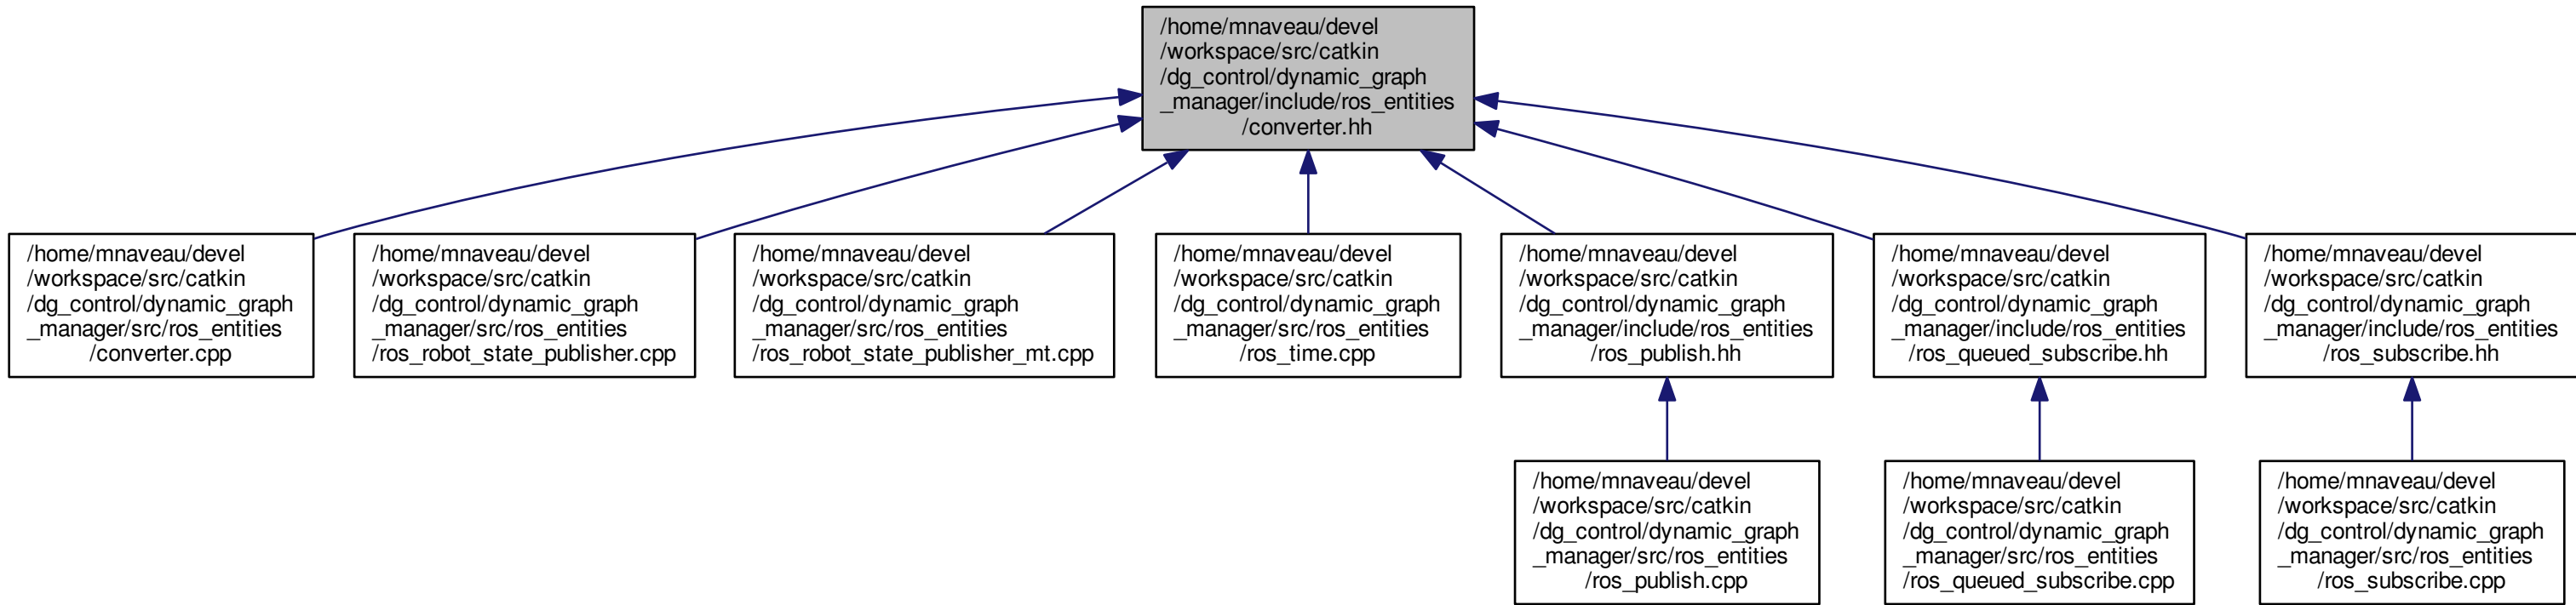 /home/mnaveau/devel
/workspace/src/catkin
/dg_control/dynamic_graph
_manager/include/ros_entities
/converter.hh
/home/mnaveau/devel
/workspace/src/catkin
/dg_control/dynamic_graph
_manager/src/ros_entities
/converter.cpp
/home/mnaveau/devel
/workspace/src/catkin
/dg_control/dynamic_graph
_manager/src/ros_entities
/ros_robot_state_publisher.cpp
/home/mnaveau/devel
/workspace/src/catkin
/dg_control/dynamic_graph
_manager/src/ros_entities
/ros_robot_state_publisher_mt.cpp
/home/mnaveau/devel
/workspace/src/catkin
/dg_control/dynamic_graph
_manager/src/ros_entities
/ros_time.cpp
/home/mnaveau/devel
/workspace/src/catkin
/dg_control/dynamic_graph
_manager/include/ros_entities
/ros_publish.hh
/home/mnaveau/devel
/workspace/src/catkin
/dg_control/dynamic_graph
_manager/include/ros_entities
/ros_queued_subscribe.hh
/home/mnaveau/devel
/workspace/src/catkin
/dg_control/dynamic_graph
_manager/include/ros_entities
/ros_subscribe.hh
/home/mnaveau/devel
/workspace/src/catkin
/dg_control/dynamic_graph
_manager/src/ros_entities
/ros_publish.cpp
/home/mnaveau/devel
/workspace/src/catkin
/dg_control/dynamic_graph
_manager/src/ros_entities
/ros_queued_subscribe.cpp
/home/mnaveau/devel
/workspace/src/catkin
/dg_control/dynamic_graph
_manager/src/ros_entities
/ros_subscribe.cpp